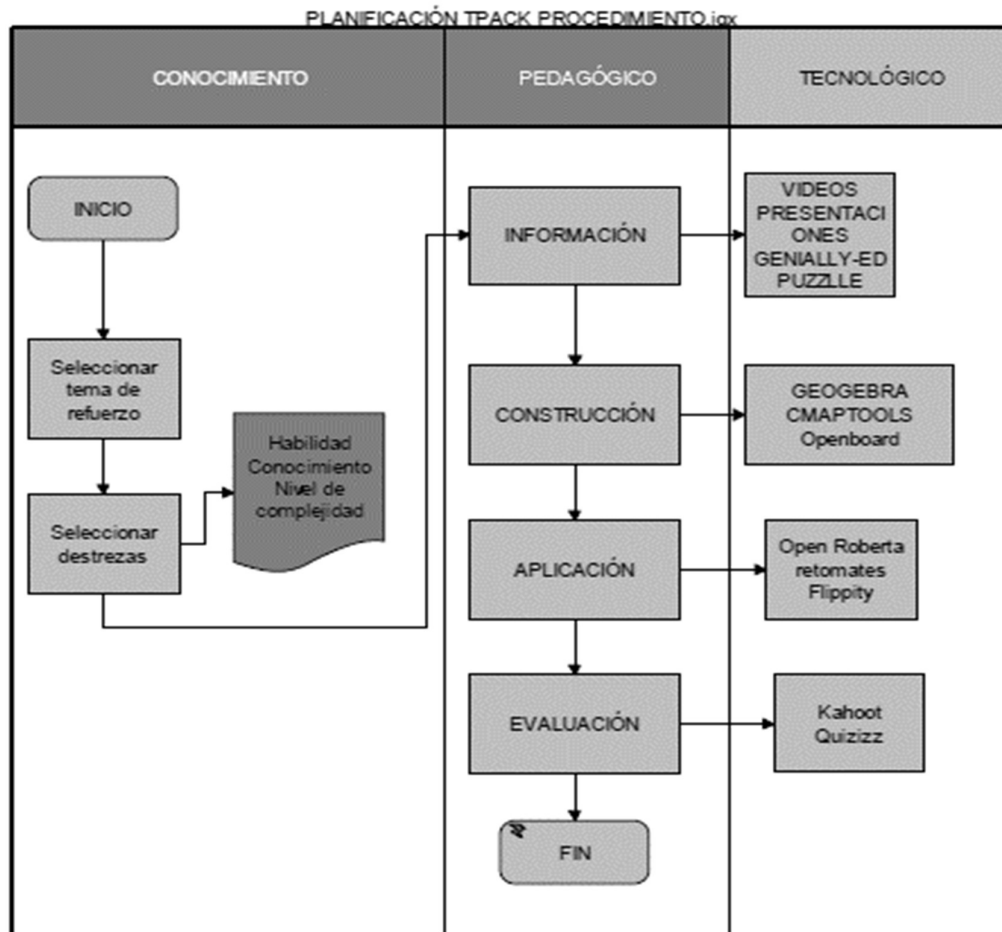 PLANIFICACIÓN TPACK PROCEDIMIENTO.igx
CONOCIMIENTO
PEDAGÓGICO
TECNOLÓGICO
INICIO
Seleccionar
tema de
refuerzo
Seleccionar
destrezas
Habilidad
Conocimiento
Nivel de
complejidad
INFORMACIÓN
VIDEOS
PRESENTACI
ONES
GENIALLY-ED
PUZZLLE
CONSTRUCCIÓN
GEOGEBRA
CMAPTOOLS
Openboard
APLICACIÓN
Open Roberta
retomates
Flippity
EVALUACIÓN
Kahoot
Quizizz
FIN